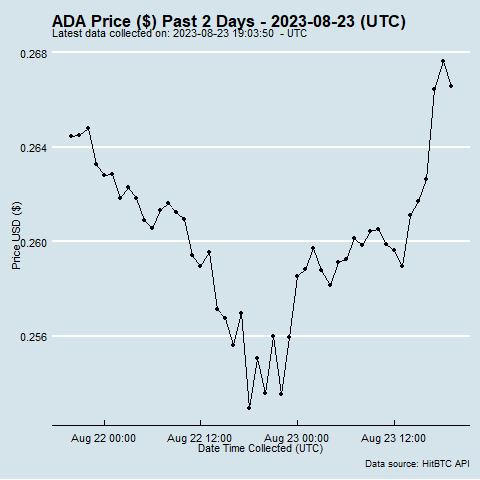 ADA Price ($) Past 2 Days - 2023-08-23 (UTC)
Latest data collected on: 2023-08-23 19:03:50 - UTC
0.268
0.264
0.260
0.256
Price USD ($)
Aug 22 00:00 Aug 22 12:00 Aug 23 00:00 Aug 23 12:00
Date Time Collected (UTC)
Data source: HitBTC API